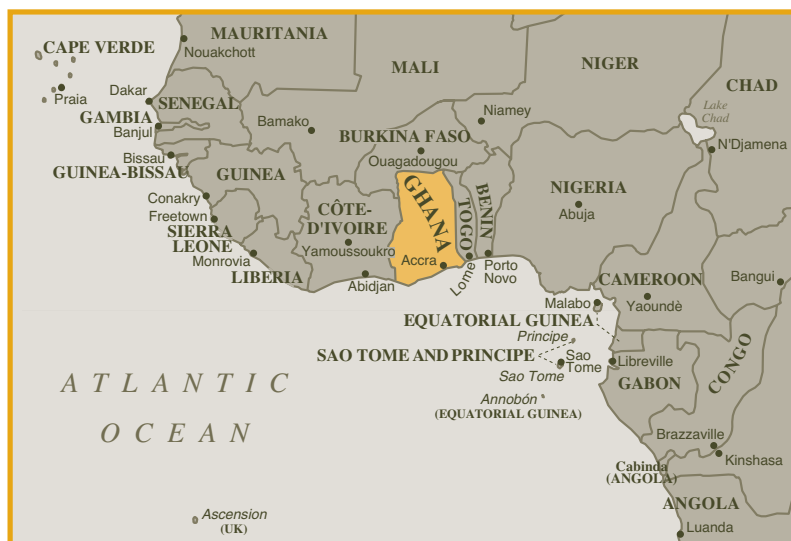 MAURITANIA
CAPE VERDE
Nouakchott
MALI
NIGER
CHAD
Praia
Dakar
SENEGAL
GAMBIA
Banjul
Bamako
Niamey
Lake
Chad
BURKINA FASO
N'Djamena
Bissau
Ouagadougou
GUINEA-BISSAU
GUINEA
GHANA
BENIN
TOGO
NIGERIA
Abuja
Conakry
Freetown
SIERRA
LEONE
CÔTE-
D'IVOIRE
Yamoussoukro
Monrovia
LIBERIA
Accra
Lome
Porto
Novo
Abidjan
CAMEROON
Bangui
Malabo
Yaoundè
EQUATORIAL GUINEA
Principe
SAO TOME AND PRINCIPE
Sao
Tome
Sao Tome
Libreville
CONGO
GABON
ATLANTIC
OCEAN
Annobón
(EQUATORIAL GUINEA)
Brazzaville
Kinshasa
Cabinda
(ANGOLA)
ANGOLA
Luanda
Ascension
(UK)